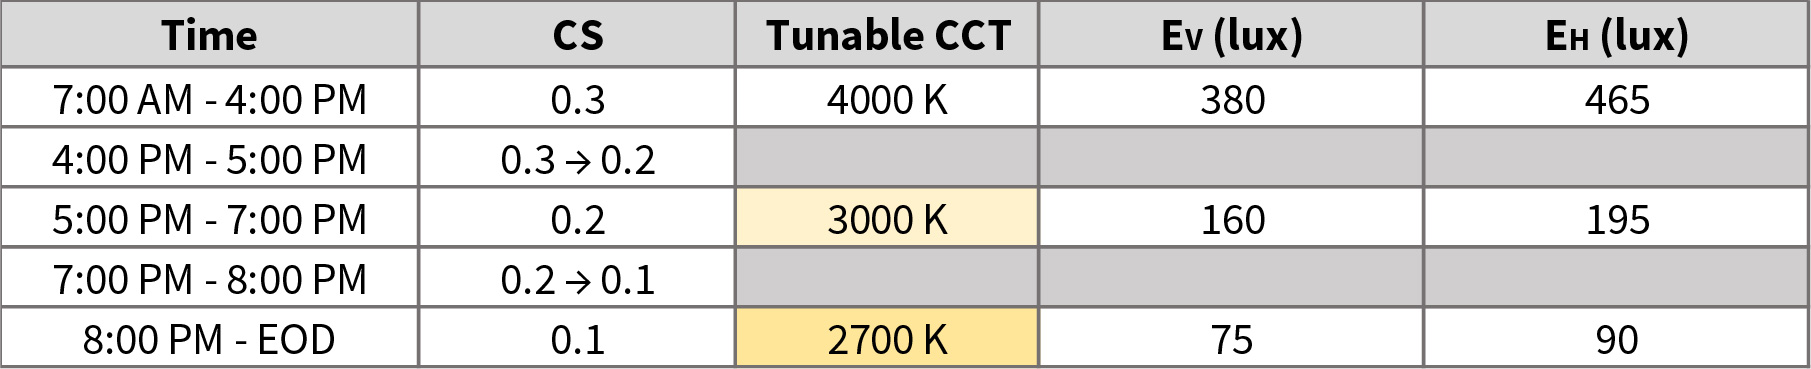 Time CS Tunable CCT EV (lux) EH (lux)
7:00 AM - 4:00 PM 0.3 4000 K 380 465
4:00 PM - 5:00 PM 0.3 → 0.2
5:00 PM - 7:00 PM 0.2 3000 K 160 195
7:00 PM - 8:00 PM 0.2 → 0.1
8:00 PM - EOD 0.1 2700 K 75 90